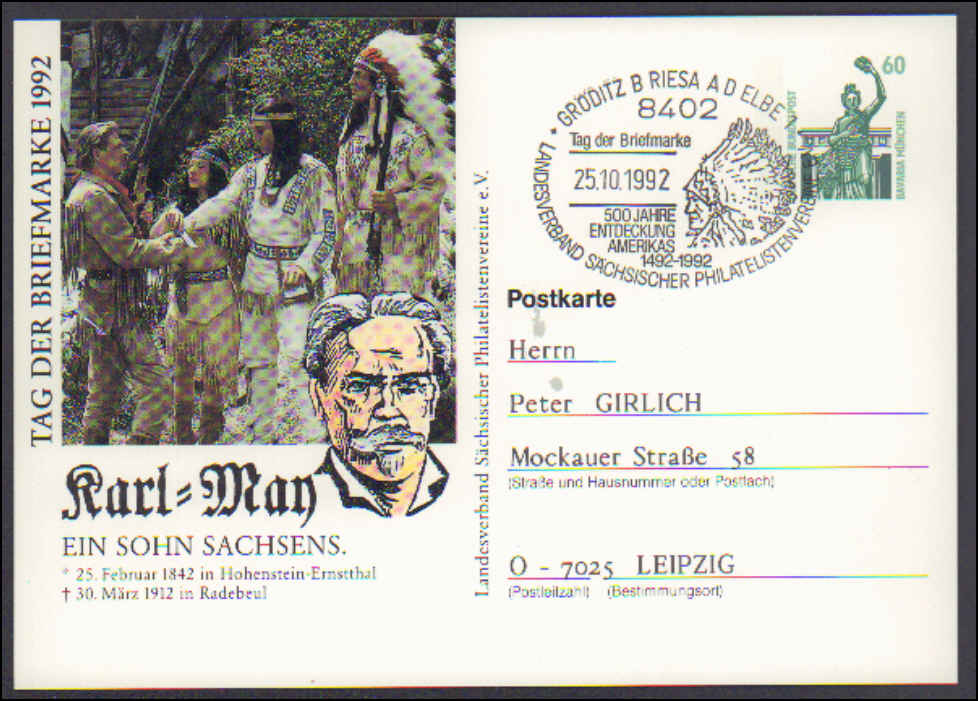 TAG DER BRIEFMARKE 1992
Karl=May
EIN SOHN SACHSENS.
* 25. Februar 1842 in Hohenstein-Ernstthal
† 30. März 1912 in Radebeul
Landesverband Sächsischer Philatelistenvereine e.V.
• GRÖDITZ B RIESA A D ELBE
8402
Tag der Briefmarke
25.10.1992
500 JAHRE
ENTDECKUNG
AMERIKAS
1492-1992
LANDESVERBAND SÄCHSISCHER PHILATELISTENVEREINE
60
DEUTSCHE BUNDESPOST
BAVARIA MÜNCHEN
Postkarte
Herrn
Peter GIRLICH
Mockauer Straße 58
(Straße und Hausnummer oder Postfach)
O - 7025 LEIPZIG
(Postleitzahl) (Bestimmungsort)